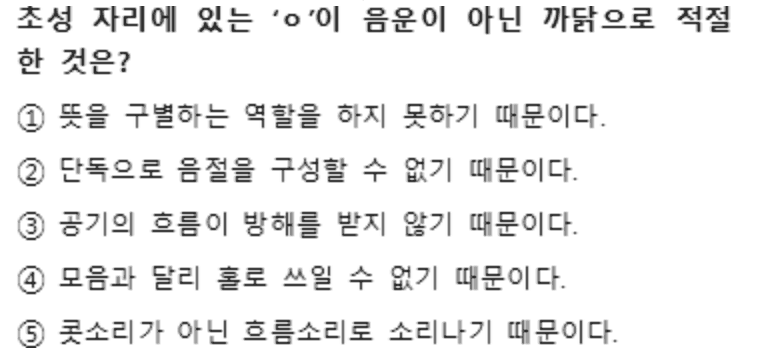 초성 자리에 있는 ‘ㅇ’이 음운이 아닌 까닭으로 적절
한 것은?
① 뜻을 구별하는 역할을 하지 못하기 때문이다.
② 단독으로 음절을 구성할 수 없기 때문이다.
③ 공기의 흐름이 방해를 받지 않기 때문이다.
④ 모음과 달리 홀로 쓰일 수 없기 때문이다.
⑤ 콧소리가 아닌 흐름소리로 소리나기 때문이다.